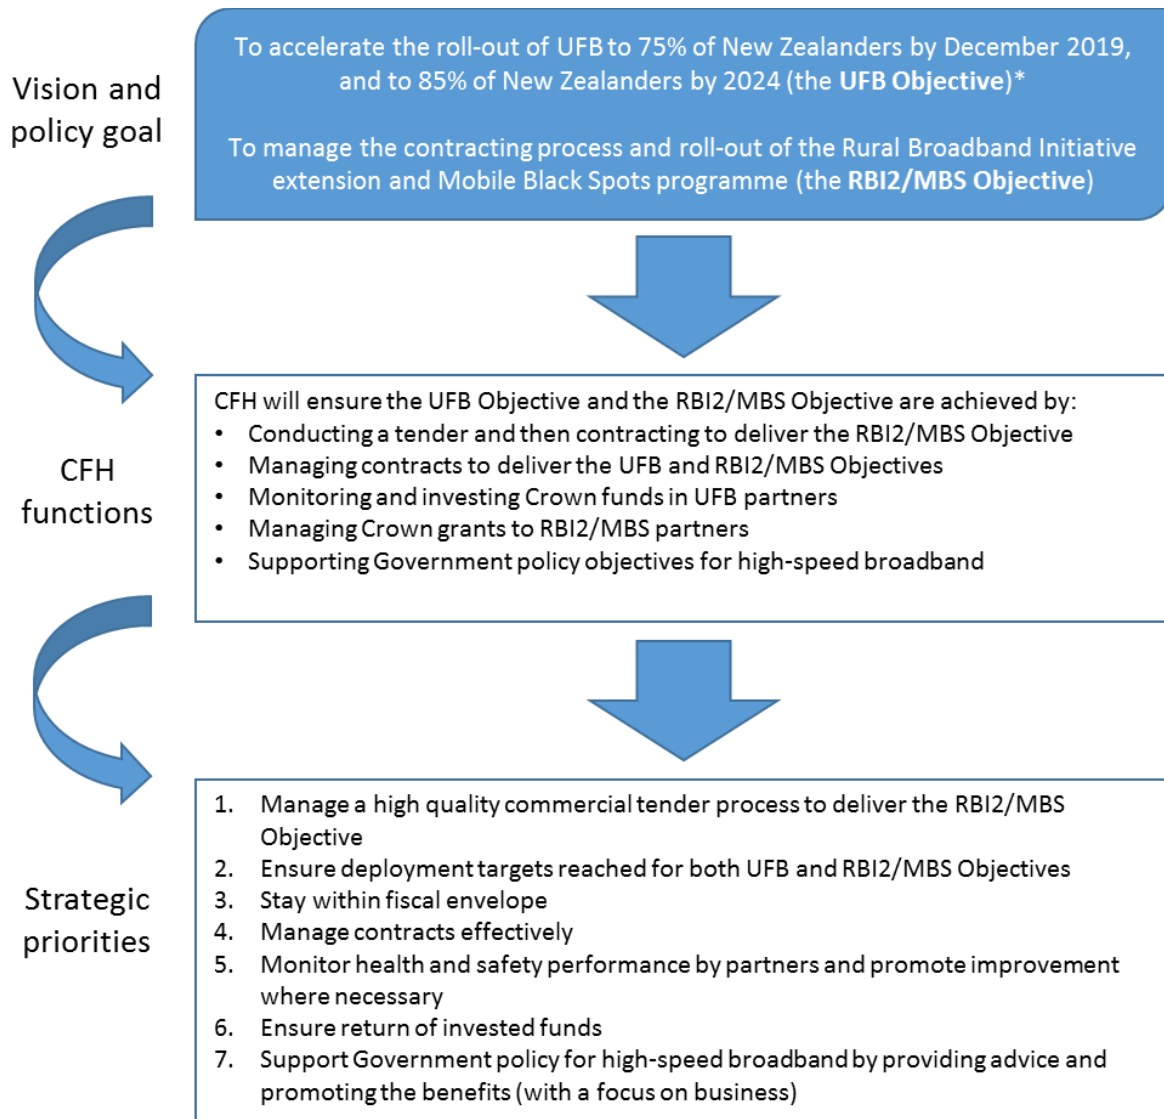 Vision and
policy goal
To accelerate the roll-out of UFB to 75% of New Zealanders by December 2019,
and to 85% of New Zealanders by 2024 (the UFB Objective)*
To manage the contracting process and roll-out of the Rural Broadband Initiative
extension and Mobile Black Spots programme (the RBI2/MBS Objective)
CFH
functions
CFH will ensure the UFB Objective and the RBI2/MBS Objective are achieved by:
• Conducting a tender and then contracting to deliver the RBI2/MBS Objective
• Managing contracts to deliver the UFB and RBI2/MBS Objectives
• Monitoring and investing Crown funds in UFB partners
• Managing Crown grants to RBI2/MBS partners
• Supporting Government policy objectives for high-speed broadband
Strategic
priorities
1. Manage a high quality commercial tender process to deliver the RBI2/MBS
Objective
2. Ensure deployment targets reached for both UFB and RBI2/MBS Objectives
3. Stay within fiscal envelope
4. Manage contracts effectively
5. Monitor health and safety performance by partners and promote improvement
where necessary
6. Ensure return of invested funds
7. Support Government policy for high-speed broadband by providing advice and
promoting the benefits (with a focus on business)